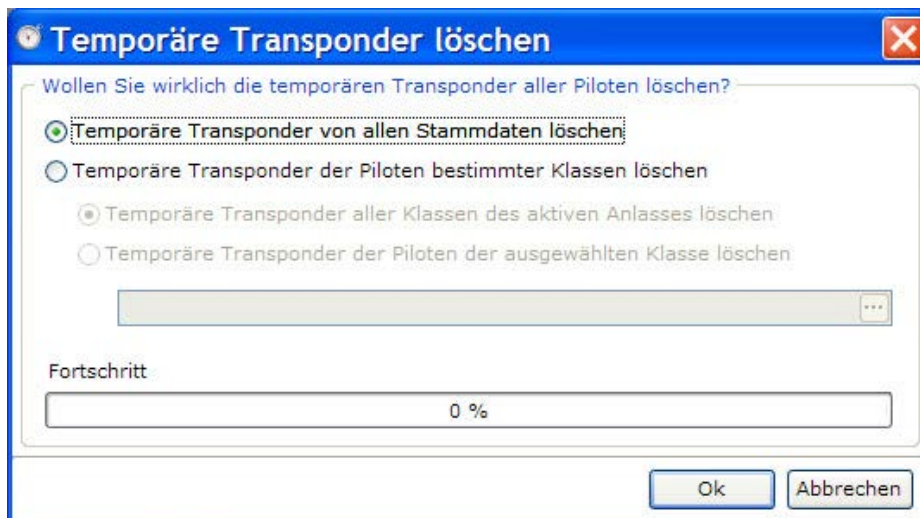 Temporäre Transponder löschen
Wollen Sie wirklich die temporären Transponder aller Piloten löschen?
Temporäre Transponder von allen Stammdaten löschen
Temporäre Transponder der Piloten bestimmter Klassen löschen
Temporäre Transponder aller Klassen des aktiven Anlasses löschen
Temporäre Transponder der Piloten der ausgewählten Klasse löschen
...
Fortschritt
0 %
Ok Abbrechen